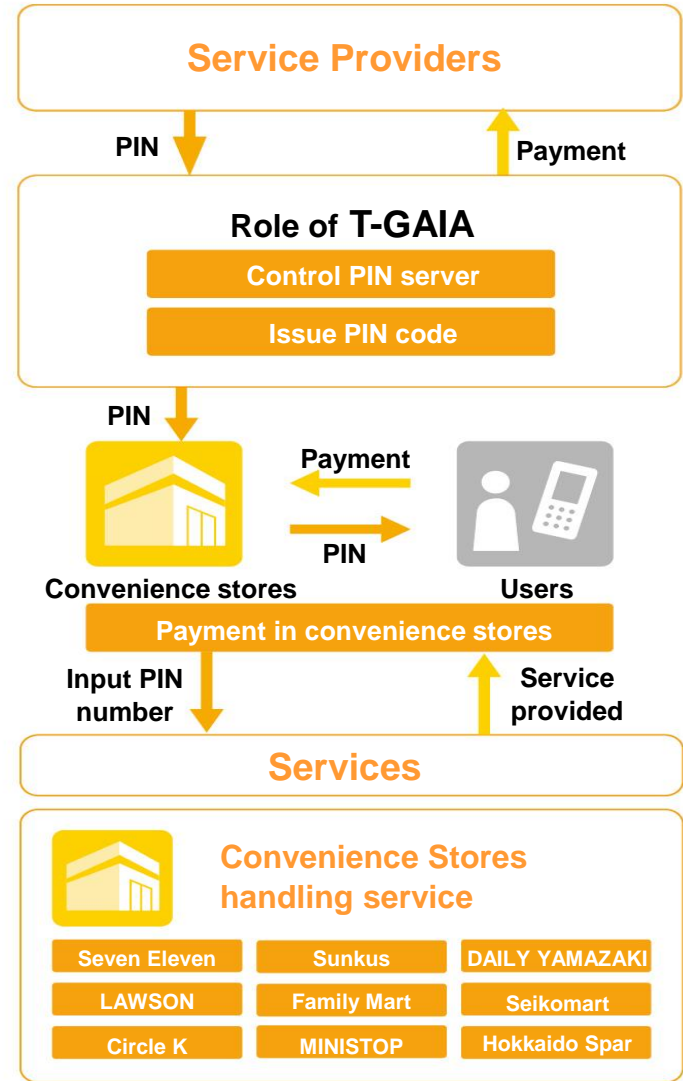 Service Providers
PIN
Payment
Role of T-GAIA
Control PIN server
Issue PIN code
PIN
Payment
PIN
Convenience stores
Users
Payment in convenience stores
Input PIN
number
Service
provided
Services
Convenience Stores
handling service
Seven Eleven
Sunkus
DAILY YAMAZAKI
LAWSON
Family Mart
Seikomart
Circle K
MINISTOP
Hokkaido Spar